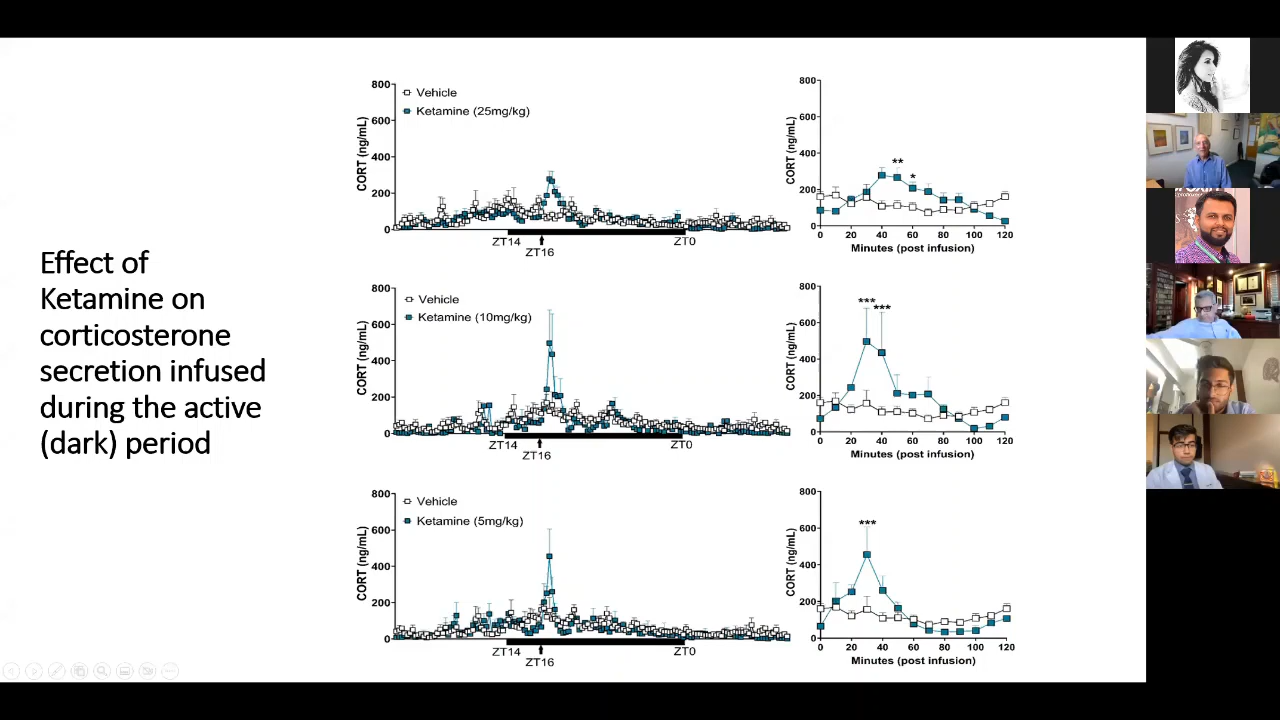 Effect of
Ketamine on
corticosterone
secretion infused
during the active
(dark) period
800
600
400
200
0
CORT (ng/mL)
Vehicle
Ketamine (25mg/kg)
ZT14
ZT16
ZT0
800
600
400
200
0
CORT (ng/mL)
**
*
0 20 40 60 80 100 120
Minutes (post infusion)
800
600
400
200
0
CORT (ng/mL)
Vehicle
Ketamine (10mg/kg)
ZT14
ZT16
ZT0
800
600
400
200
0
CORT (ng/mL)
*** ***
0 20 40 60 80 100 120
Minutes (post infusion)
800
600
400
200
0
CORT (ng/mL)
Vehicle
Ketamine (5mg/kg)
ZT14
ZT16
ZT0
800
600
400
200
0
CORT (ng/mL)
***
0 20 40 60 80 100 120
Minutes (post infusion)